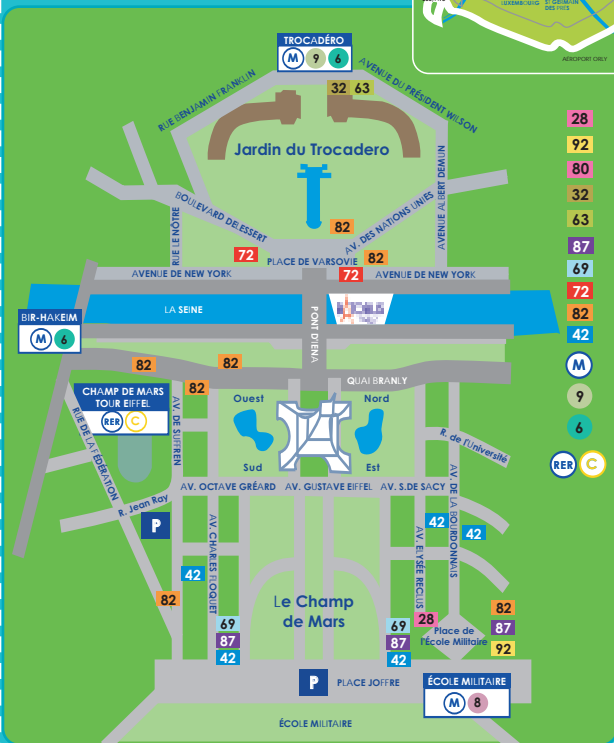 LUXEMBOURG
ST GERMAIN
DES PRES
AÉROPORT ORLY
TROCADÉRO
M 9 6
RUE BENJAMIN FRANKLIN
AVENUE DU PRÉSIDENT WILSON
32 63
Jardin du Trocadero
28
92
80
32
63
87
69
72
82
42
M
9
6
RER C
BOULEVARD DELESSERT
AV. DES NATIONS UNIES
AVENUE ALBERT DEMUN
RUE LE NÔTRE
82
72
PLACE DE VARSOVIE
82
AVENUE DE NEW YORK
72
AVENUE DE NEW YORK
LA SEINE
PONT D'IENA
BIR-HAKEIM
M 6
82
82
QUAI BRANLY
82
CHAMP DE MARS
TOUR EIFFEL
RER C
Ouest
Nord
Sud
Est
AV. DE SUFFREN
RUE DE LA FÉDÉRATION
R. de l'Université
AV. OCTAVE GRÉARD
AV. GUSTAVE EIFFEL
AV. S.DE SACY
AV. DE LA BOURDONNAIS
R. Jean Ray
P
AV. CHARLES FLOQUET
AV. ELYSÉE RECLUS
42
42
42
82
Le Champ
de Mars
69
87
42
69
87
42
28
Place de
l'École Militaire
82
87
92
P
PLACE JOFFRE
ÉCOLE MILITAIRE
M 8
ÉCOLE MILITAIRE